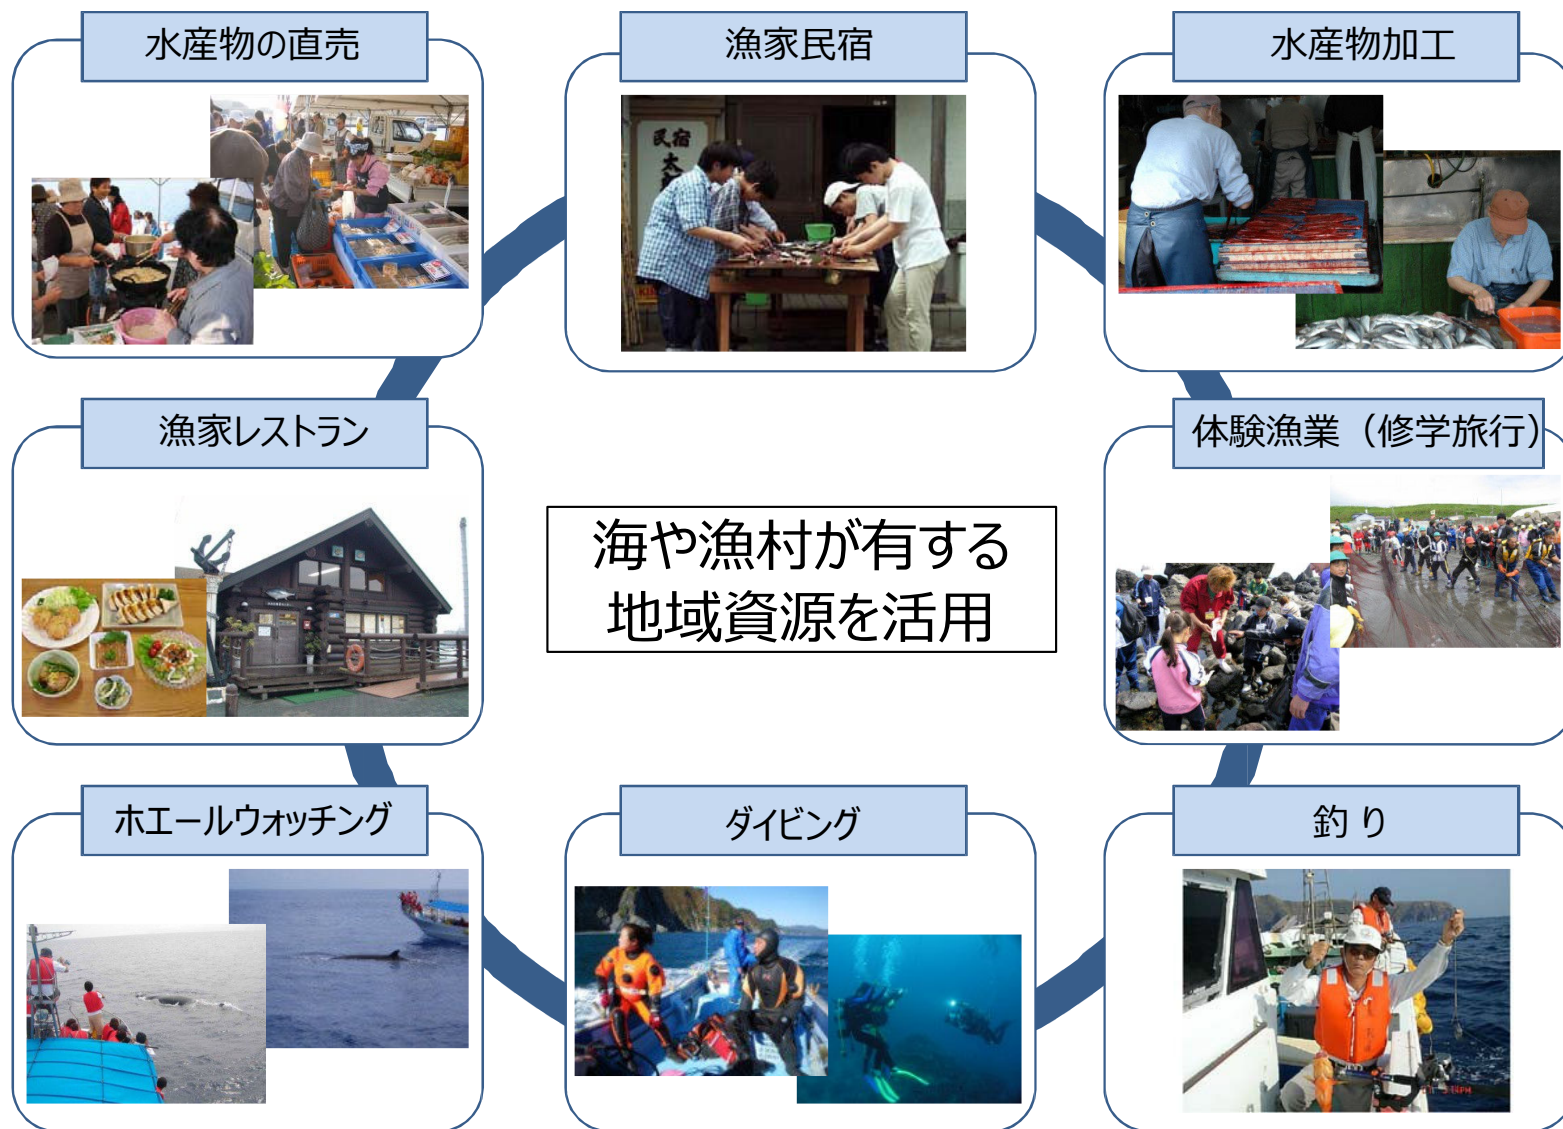 水産物の直売
漁家民宿
水産物加工
民宿
漁家レストラン
体験漁業（修学旅行）
海や漁村が有する
地域資源を活用
ホエールウォッチング
ダイビング
釣り